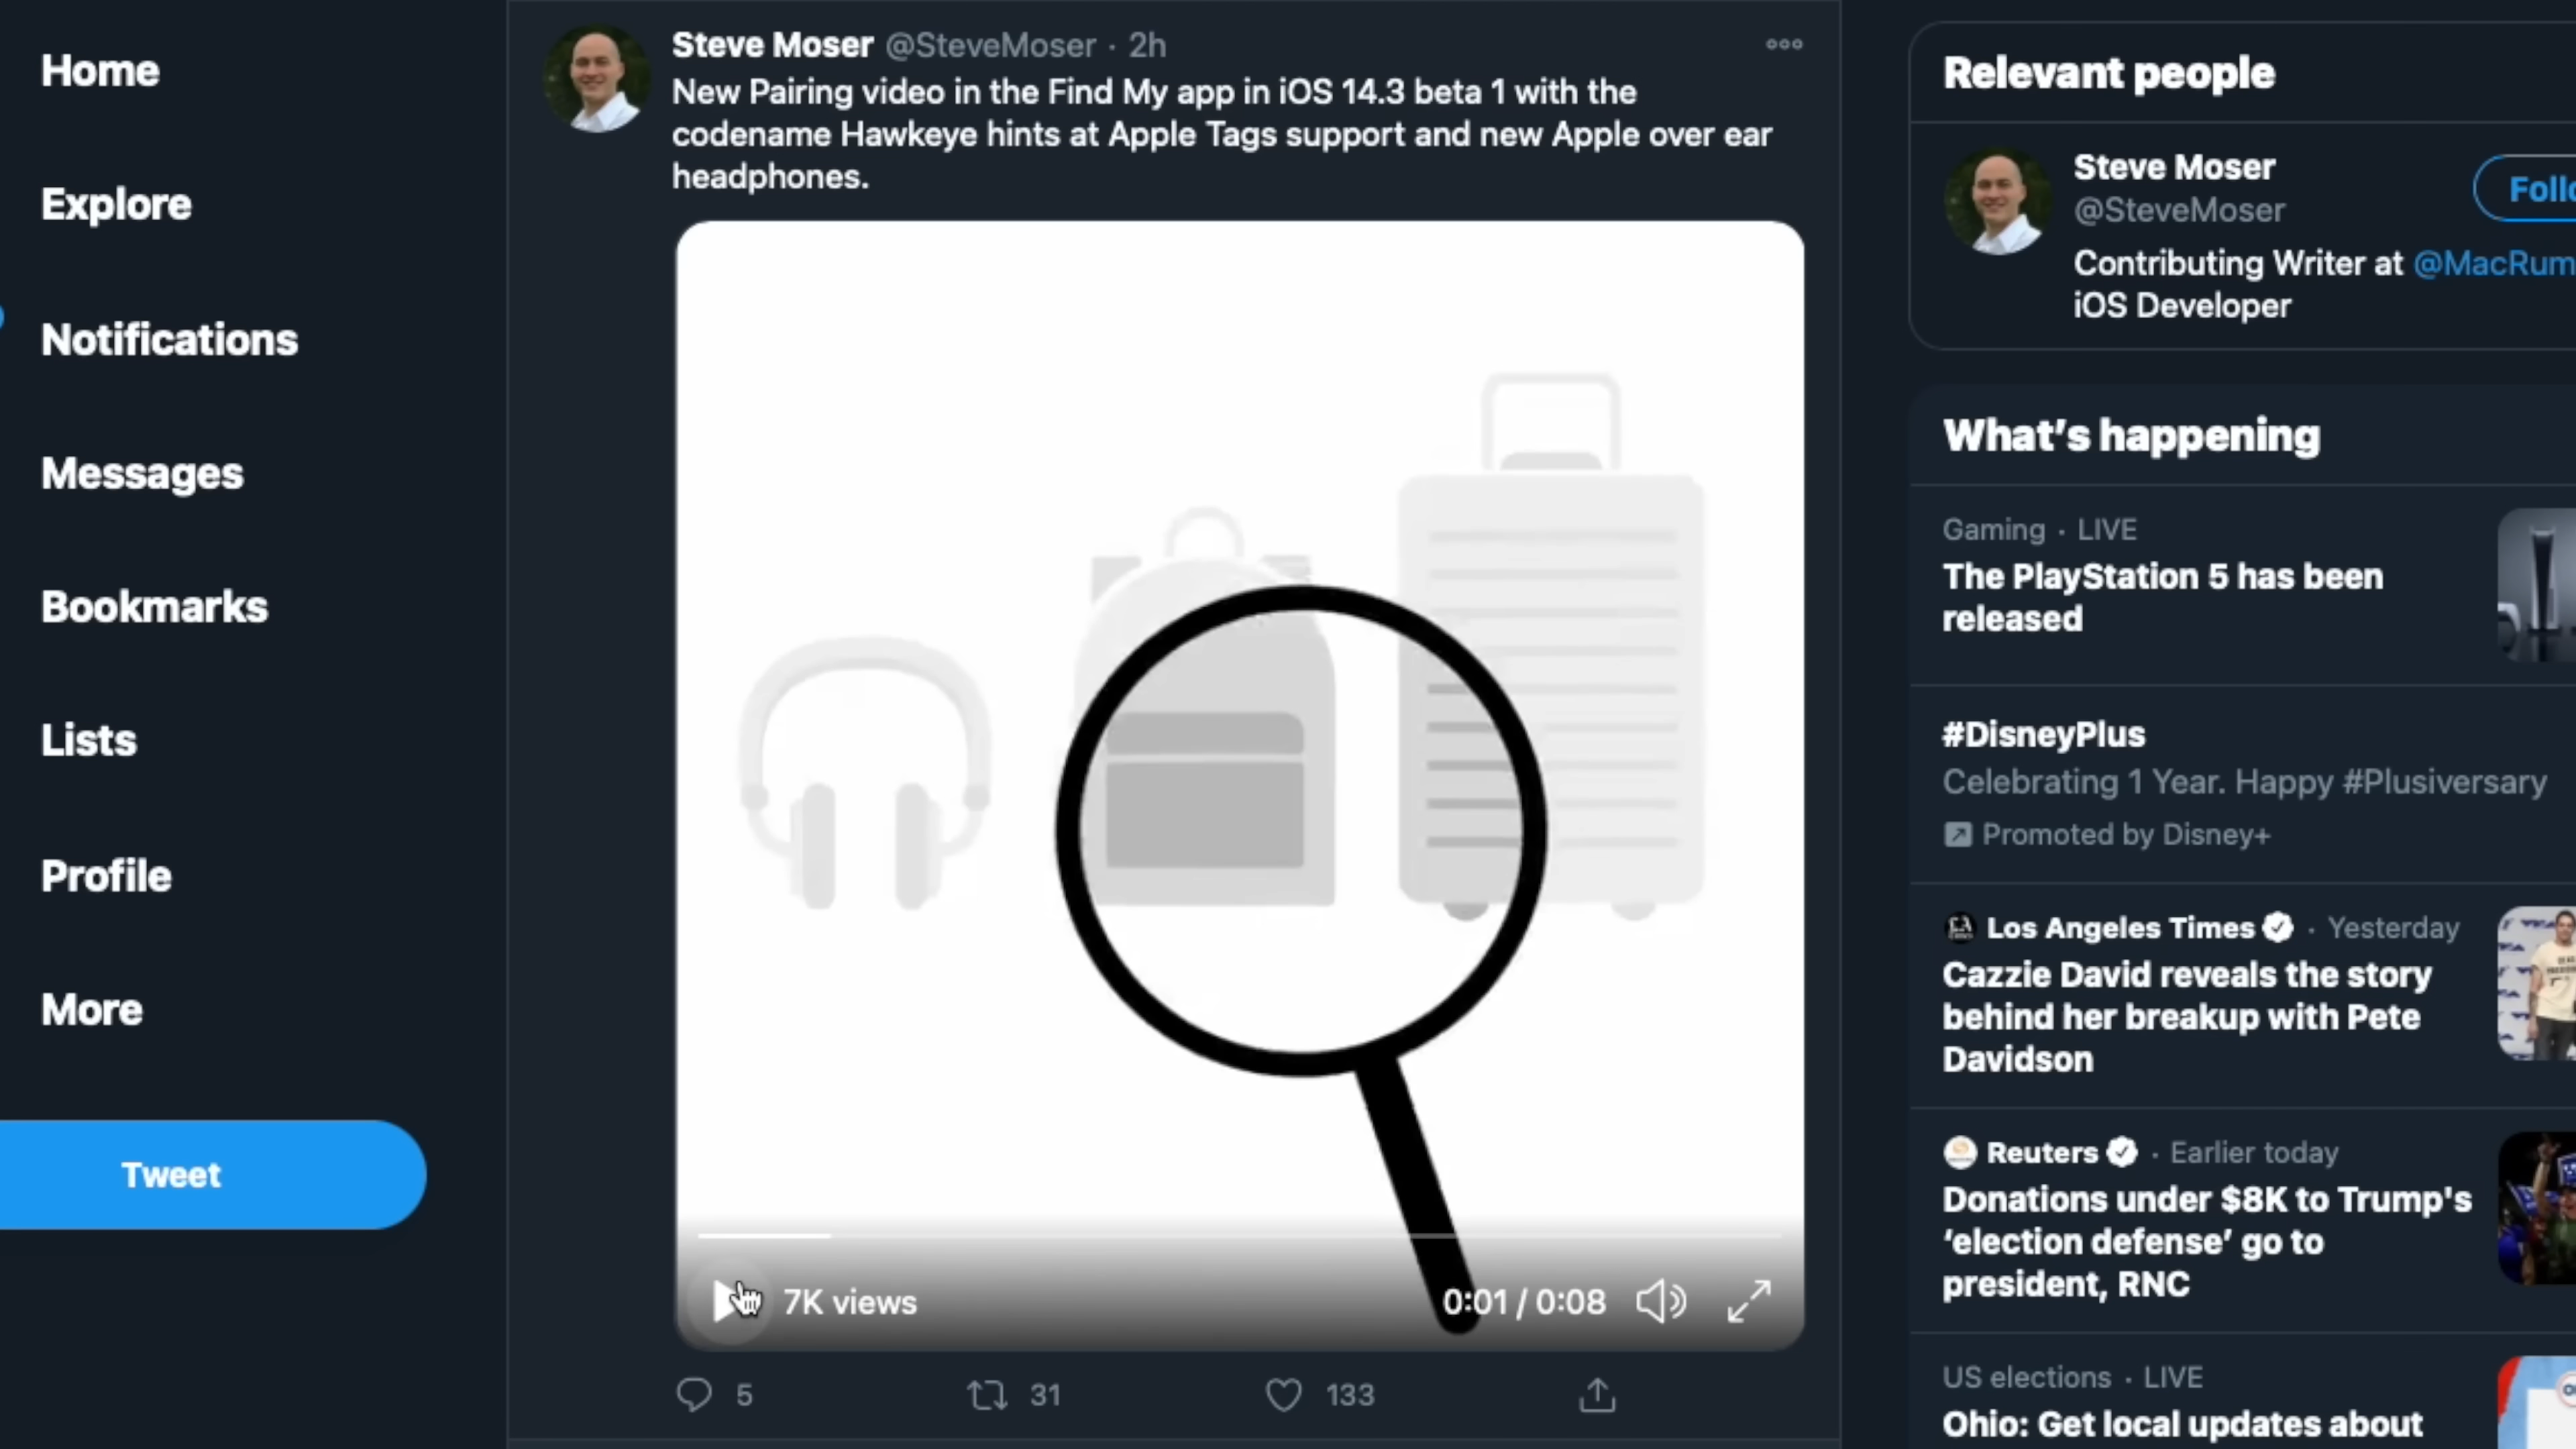 Home
Explore
Notifications
Messages
Bookmarks
Lists
Profile
More
Tweet
Steve Moser @SteveMoser · 2h
New Pairing video in the Find My app in iOS 14.3 beta 1 with the
codename Hawkeye hints at Apple Tags support and new Apple over ear
headphones.
7K views
0:01 / 0:08
5
31
133
Relevant people
Steve Moser
@SteveMoser
Follo
Contributing Writer at @MacRum
iOS Developer
What's happening
Gaming · LIVE
The PlayStation 5 has been
released
#DisneyPlus
Celebrating 1 Year. Happy #Plusiversary
Promoted by Disney+
Los Angeles Times · Yesterday
Cazzie David reveals the story
behind her breakup with Pete
Davidson
Reuters · Earlier today
Donations under $8K to Trump's
‘election defense’ go to
president, RNC
US elections · LIVE
Ohio: Get local updates about